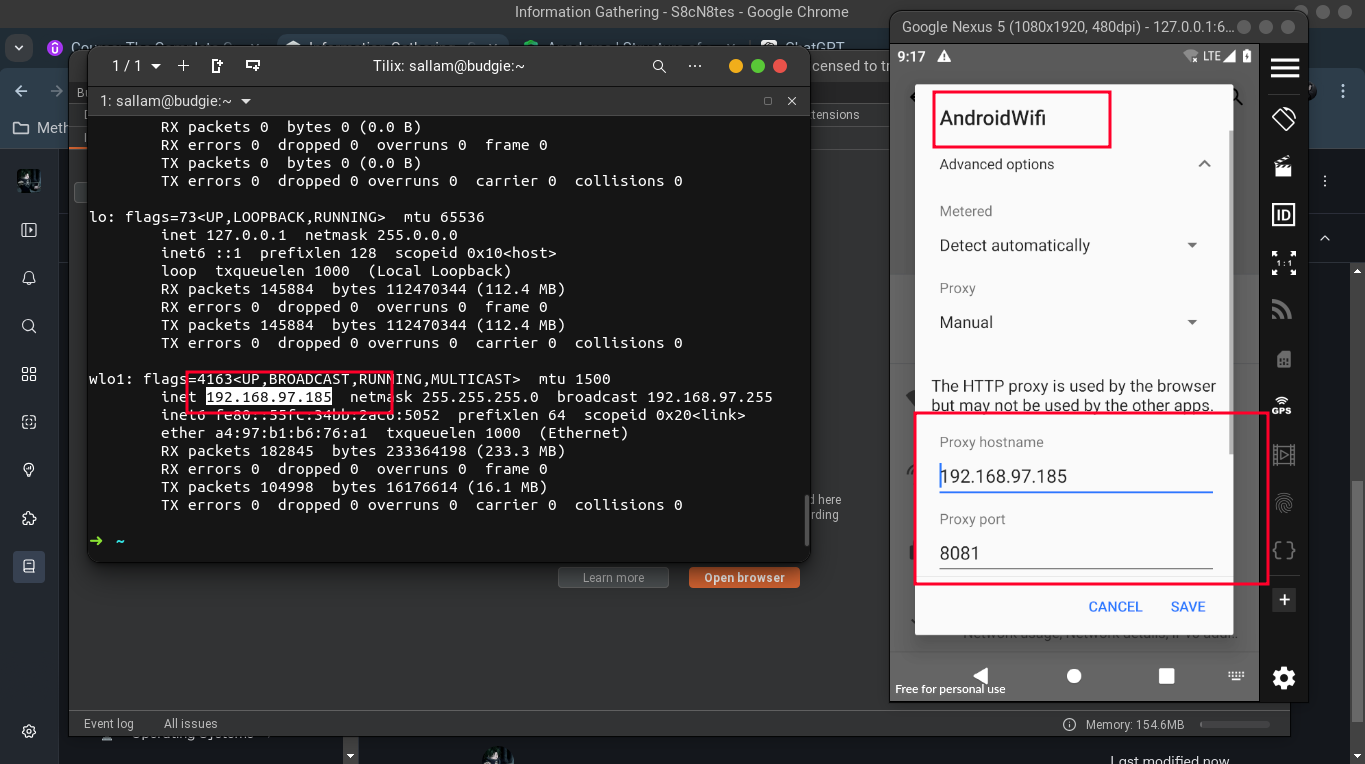 Information Gathering - S8cN8tes - Google Chrome
Google Nexus 5 (1080x1920, 480dpi) - 127.0.0.1:6...
1 / 1
Tilix: sallam@budgie:~
1: sallam@budgie:~
ChatGPT
censed to
tensions
RX packets 0  bytes 0 (0.0 B)
RX errors 0  dropped 0  overruns 0  frame 0
TX packets 0  bytes 0 (0.0 B)
TX errors 0  dropped 0 overruns 0  carrier 0  collisions 0
lo: flags=73<UP,LOOPBACK,RUNNING>  mtu 65536
inet 127.0.0.1  netmask 255.0.0.0
inet6 ::1  prefixlen 128  scopeid 0x10<host>
loop  txqueuelen 1000  (Local Loopback)
RX packets 145884  bytes 112470344 (112.4 MB)
RX errors 0  dropped 0  overruns 0  frame 0
TX packets 145884  bytes 112470344 (112.4 MB)
TX errors 0  dropped 0 overruns 0  carrier 0  collisions 0
wlo1: flags=4163<UP,BROADCAST,RUNNING,MULTICAST>  mtu 1500
inet 192.168.97.185  netmask 255.255.255.0  broadcast 192.168.97.255
inet6 fe80::55fc:34bb:2ac6:5052  prefixlen 64  scopeid 0x20<link>
ether a4:97:b1:b6:76:a1  txqueuelen 1000  (Ethernet)
RX packets 182845  bytes 233364198 (233.3 MB)
RX errors 0  dropped 0  overruns 0  frame 0
TX packets 104998  bytes 16176614 (16.1 MB)
TX errors 0  dropped 0 overruns 0  carrier 0  collisions 0
➜ ~
here
Learn more
Open browser
Event log
All issues
Memory: 154.6MB
Operating Systems
Last modified now
9:17
LTE
AndroidWifi
Advanced options
Metered
Detect automatically
Proxy
Manual
The HTTP proxy is used by the browser
but may not be used by the other apps.
Proxy hostname
192.168.97.185
Proxy port
8081
CANCEL
SAVE
Free for personal use
ID
1:1
GPS